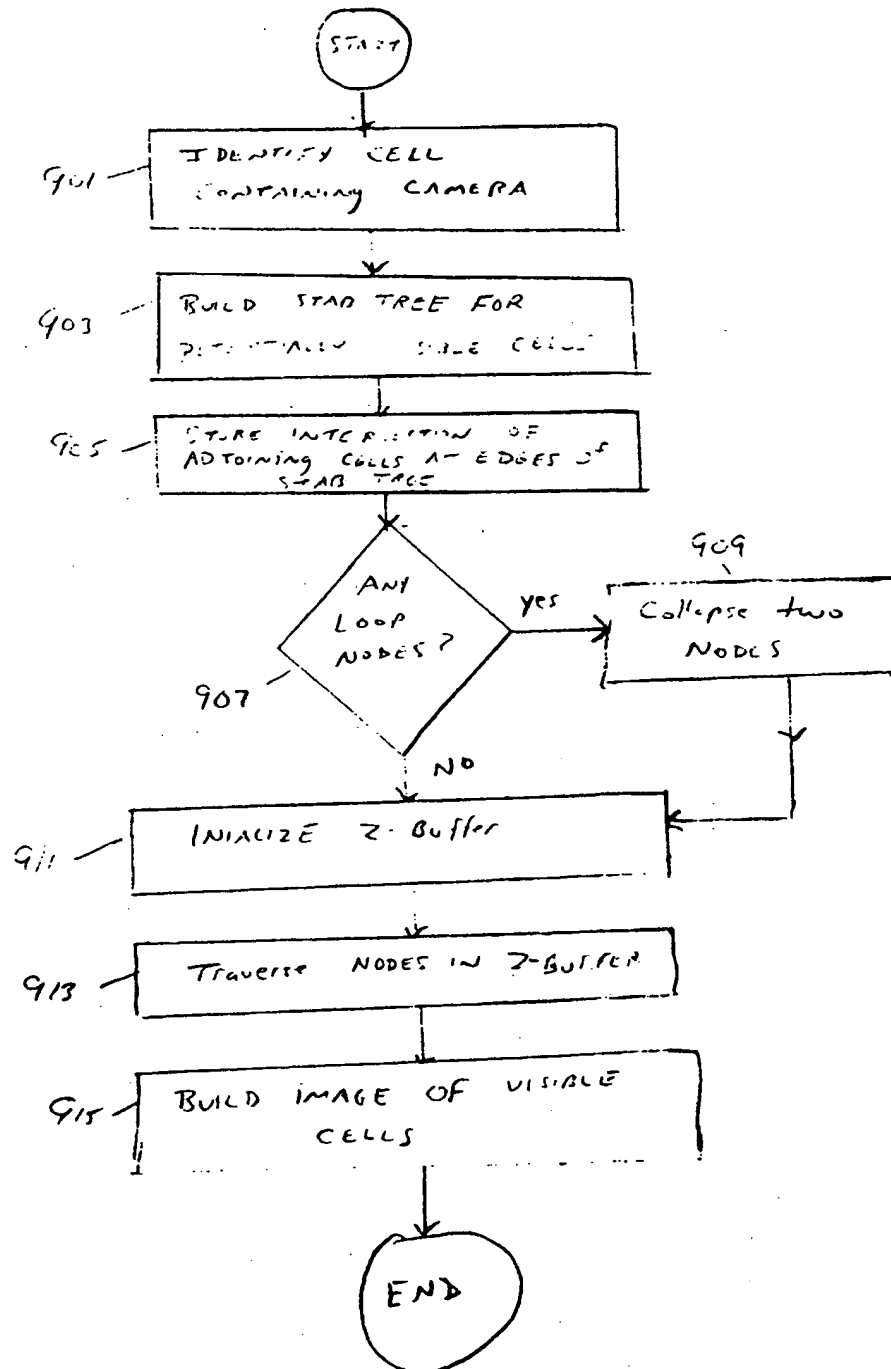 START
901
IDENTIFY CELL
CONTAINING CAMERA
903
BUILD STAB TREE FOR
POTENTIALLY CELLS
905
STORE OF
ADJOINING CELLS AT EDGES OF
STAB TREE
ANY
LOOP
NODES?
907
yes
909
Collapse two
NODES
NO
911
INIALIZE Z-Buffer
913
Traverse NODES IN Z-BUFFER
915
BUILD IMAGE OF VISIBLE
CELLS
END